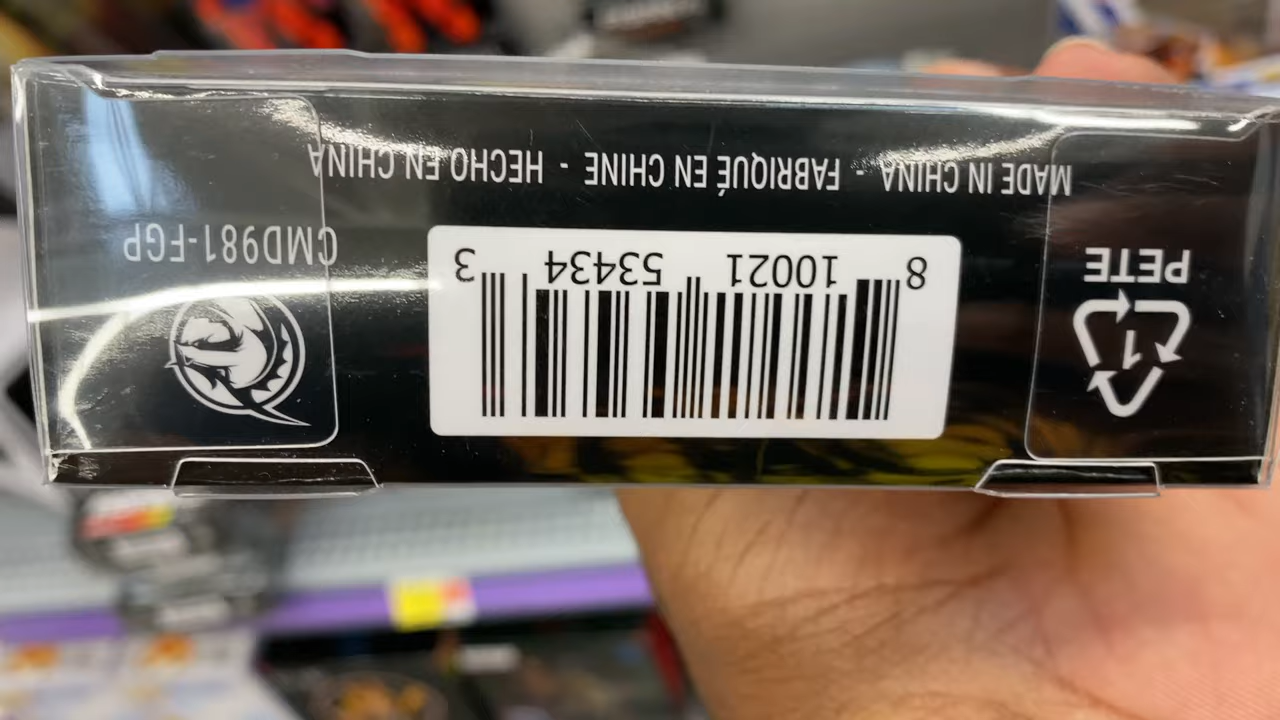 PETE
1
8 10021 53434 3
CMD981-FGP
MADE IN CHINA - FABRIQUÉ EN CHINE - HECHO EN CHINA